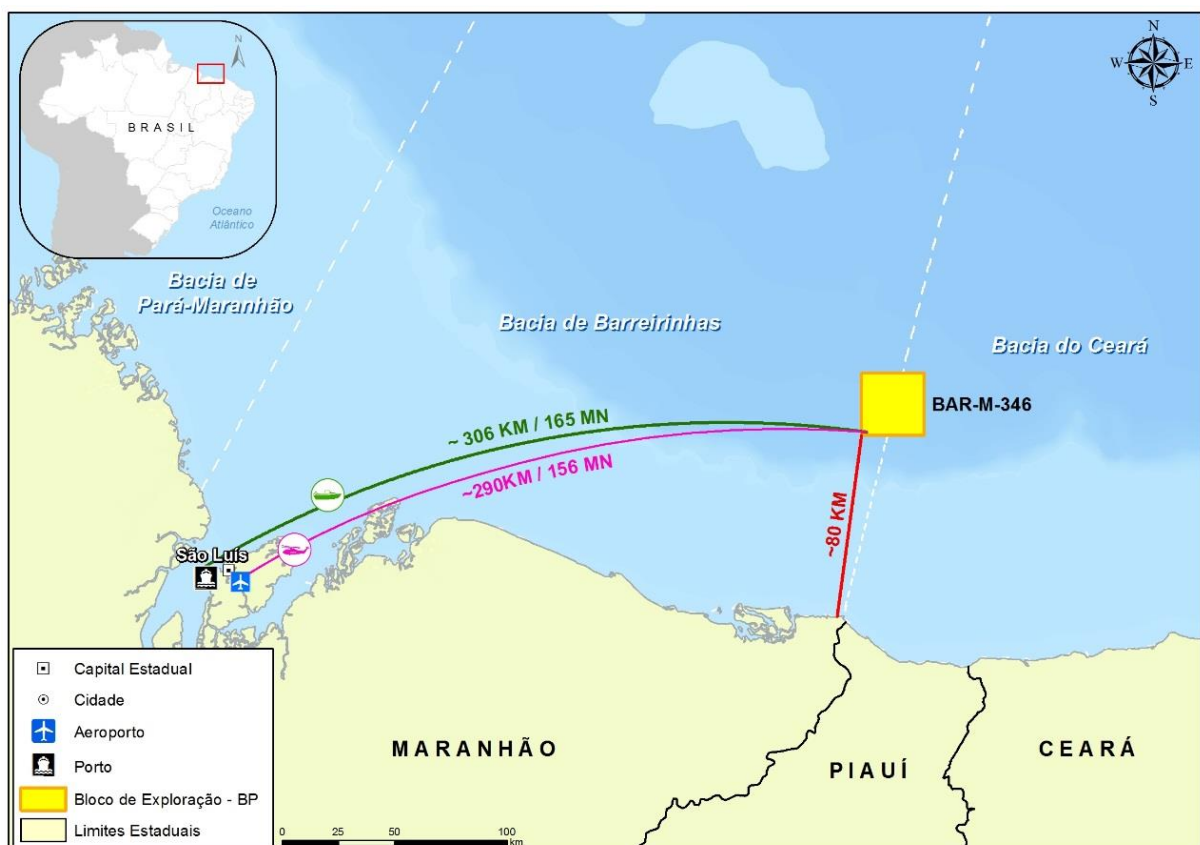 N
BRASIL
Oceano
Atlântico
N
W
E
S
Bacia de
Pará-Maranhão
Bacia de Barreirinhas
Bacia do Ceará
BAR-M-346
~ 306 KM / 165 MN
~290KM / 156 MN
~80 KM
São Luís
MARANHÃO
PIAUÍ
CEARÁ
Capital Estadual
Cidade
Aeroporto
Porto
Bloco de Exploração - BP
Limites Estaduais
0 25 50 100
km